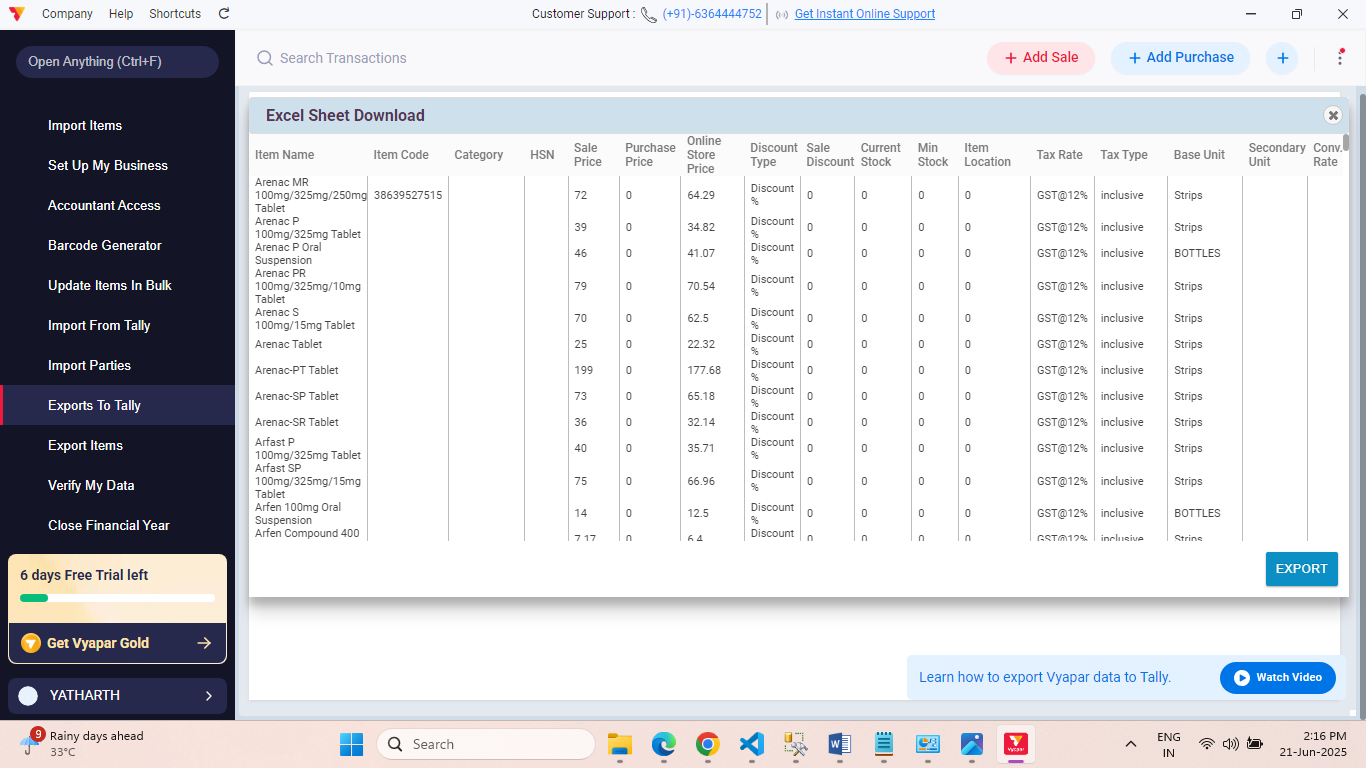 Company Help Shortcuts
Customer Support : (+91)-6364444752 Get Instant Online Support
Open Anything (Ctrl+F)
Search Transactions
+ Add Sale
+ Add Purchase
+
Import Items
Set Up My Business
Accountant Access
Barcode Generator
Update Items In Bulk
Import From Tally
Import Parties
Exports To Tally
Export Items
Verify My Data
Close Financial Year
6 days Free Trial left
Get Vyapar Gold
YATHARTH
Excel Sheet Download
Item Name Item Code Category HSN Sale Price Purchase Price Online Store Price Discount Type Sale Discount Current Stock Min Stock Item Location Tax Rate Tax Type Base Unit Secondary Unit Conv. Rate
Arenac MR 100mg/325mg/250mg Tablet 38639527515 72 0 64.29 Discount % 0 0 0 0 GST@12% inclusive Strips
Arenac P 100mg/325mg Tablet 39 0 34.82 Discount % 0 0 0 0 GST@12% inclusive Strips
Arenac P Oral Suspension 46 0 41.07 Discount % 0 0 0 0 GST@12% inclusive BOTTLES
Arenac PR 100mg/325mg/10mg Tablet 79 0 70.54 Discount % 0 0 0 0 GST@12% inclusive Strips
Arenac S 100mg/15mg Tablet 70 0 62.5 Discount % 0 0 0 0 GST@12% inclusive Strips
Arenac Tablet 25 0 22.32 Discount % 0 0 0 0 GST@12% inclusive Strips
Arenac-PT Tablet 199 0 177.68 Discount % 0 0 0 0 GST@12% inclusive Strips
Arenac-SP Tablet 73 0 65.18 Discount % 0 0 0 0 GST@12% inclusive Strips
Arenac-SR Tablet 36 0 32.14 Discount % 0 0 0 0 GST@12% inclusive Strips
Arfast P 100mg/325mg Tablet 40 0 35.71 Discount % 0 0 0 0 GST@12% inclusive Strips
Arfast SP 100mg/325mg/15mg Tablet 75 0 66.96 Discount % 0 0 0 0 GST@12% inclusive Strips
Arfen 100mg Oral Suspension 14 0 12.5 Discount % 0 0 0 0 GST@12% inclusive BOTTLES
Arfen Compound 400 7.17 0 6.4 Discount 0 0 0 0 GST@12% inclusive Strips
EXPORT
Learn how to export Vyapar data to Tally.
Watch Video
9
Rainy days ahead
33°C
Search
Vyapar
ENG
IN
2:16 PM
21-Jun-2025